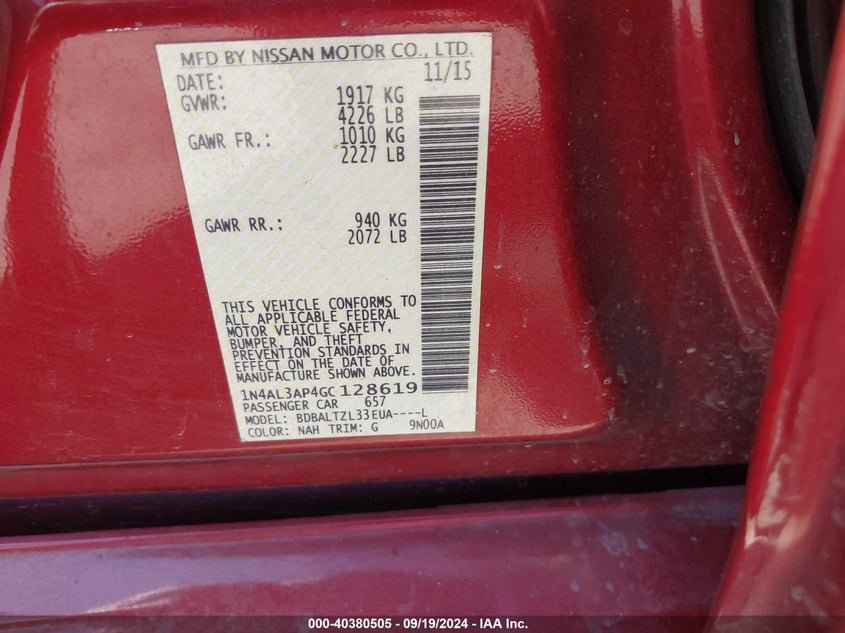 MFD BY NISSAN MOTOR CO., LTD.
DATE: 11/15
GVWR: 1917 KG
4226 LB
GAWR FR.: 1010 KG
2227 LB
GAWR RR.: 940 KG
2072 LB
THIS VEHICLE CONFORMS TO
ALL APPLICABLE FEDERAL
MOTOR VEHICLE SAFETY,
BUMPER, AND THEFT
PREVENTION STANDARDS IN
EFFECT ON THE DATE OF
MANUFACTURE SHOWN ABOVE.
1N4AL3AP4GC128619
PASSENGER CAR 657
MODEL: BDBALTZL33EUA----L
COLOR: NAH TRIM: G 9N00A
000-40380505 - 09/19/2024 - IAA Inc.